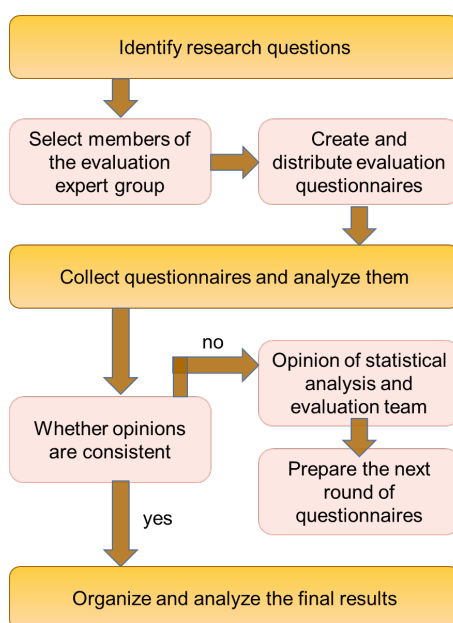 Identify research questions
Select members of
the evaluation
expert group
Create and
distribute evaluation
questionnaires
Collect questionnaires and analyze them
no
Opinion of statistical
analysis and
evaluation team
Whether opinions
are consistent
Prepare the next
round of
questionnaires
yes
Organize and analyze the final results